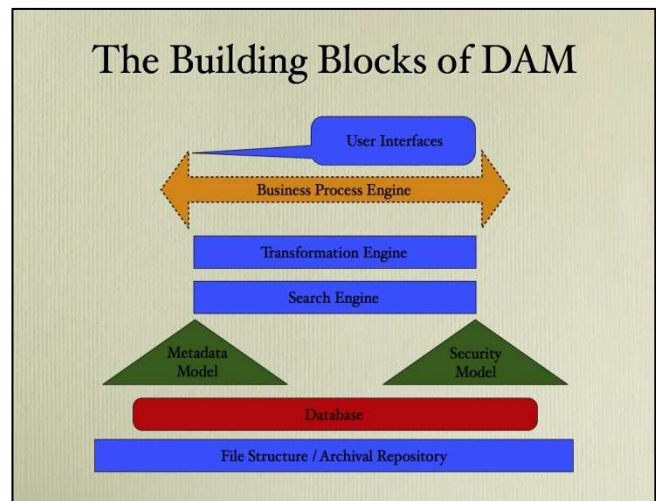 The Building Blocks of DAM
User Interfaces
Business Process Engine
Transformation Engine
Search Engine
Metadata
Model
Security
Model
Database
File Structure / Archival Repository